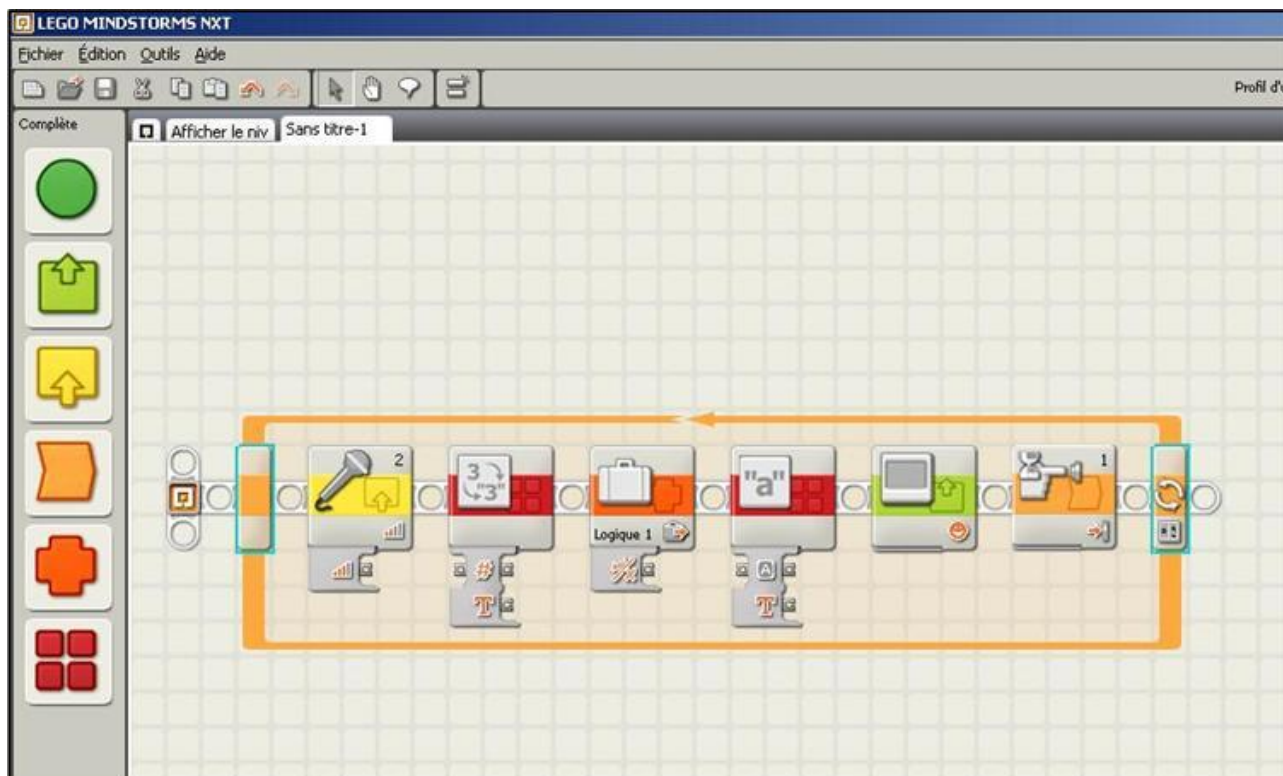 LEGO MINDSTORMS NXT
Fichier Édition Outils Aide
Profil d'
Complète
Afficher le niv Sans titre-1
2
1
3
"3"
"a"
Logique 1
#
A
T
T